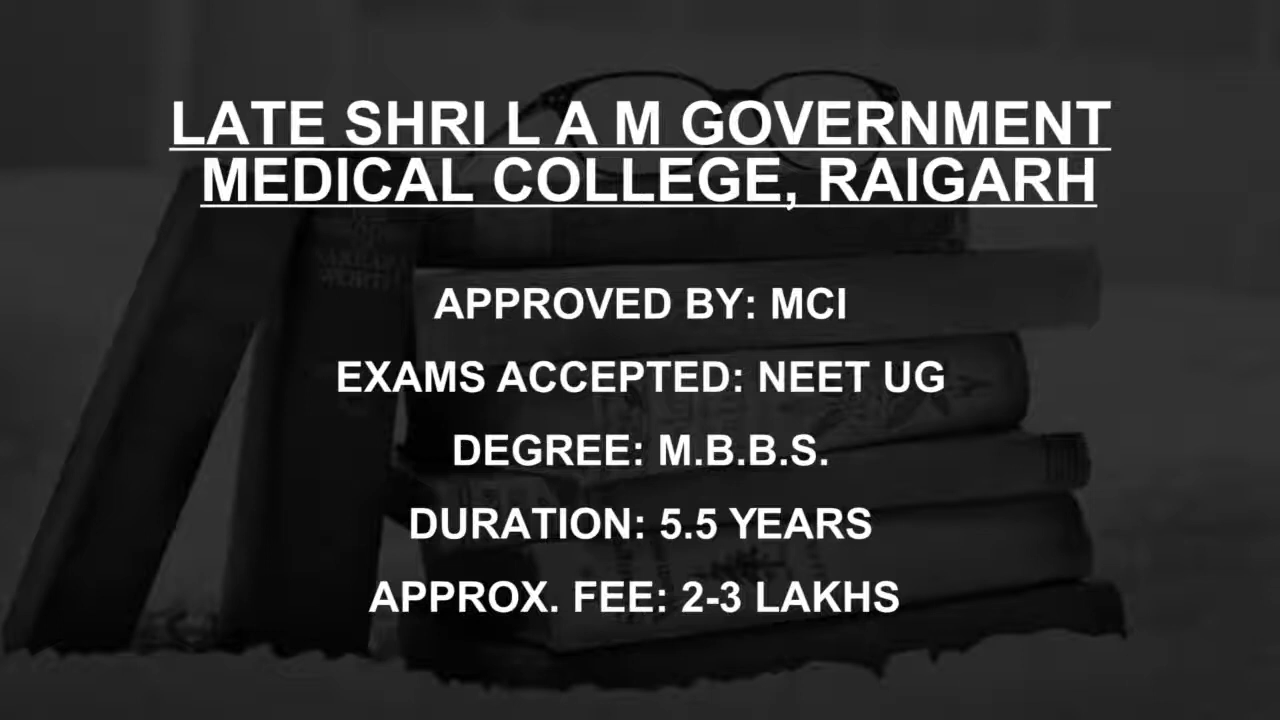 LATE SHRI L A M GOVERNMENT
MEDICAL COLLEGE, RAIGARH
APPROVED BY: MCI
EXAMS ACCEPTED: NEET UG
DEGREE: M.B.B.S.
DURATION: 5.5 YEARS
APPROX. FEE: 2-3 LAKHS